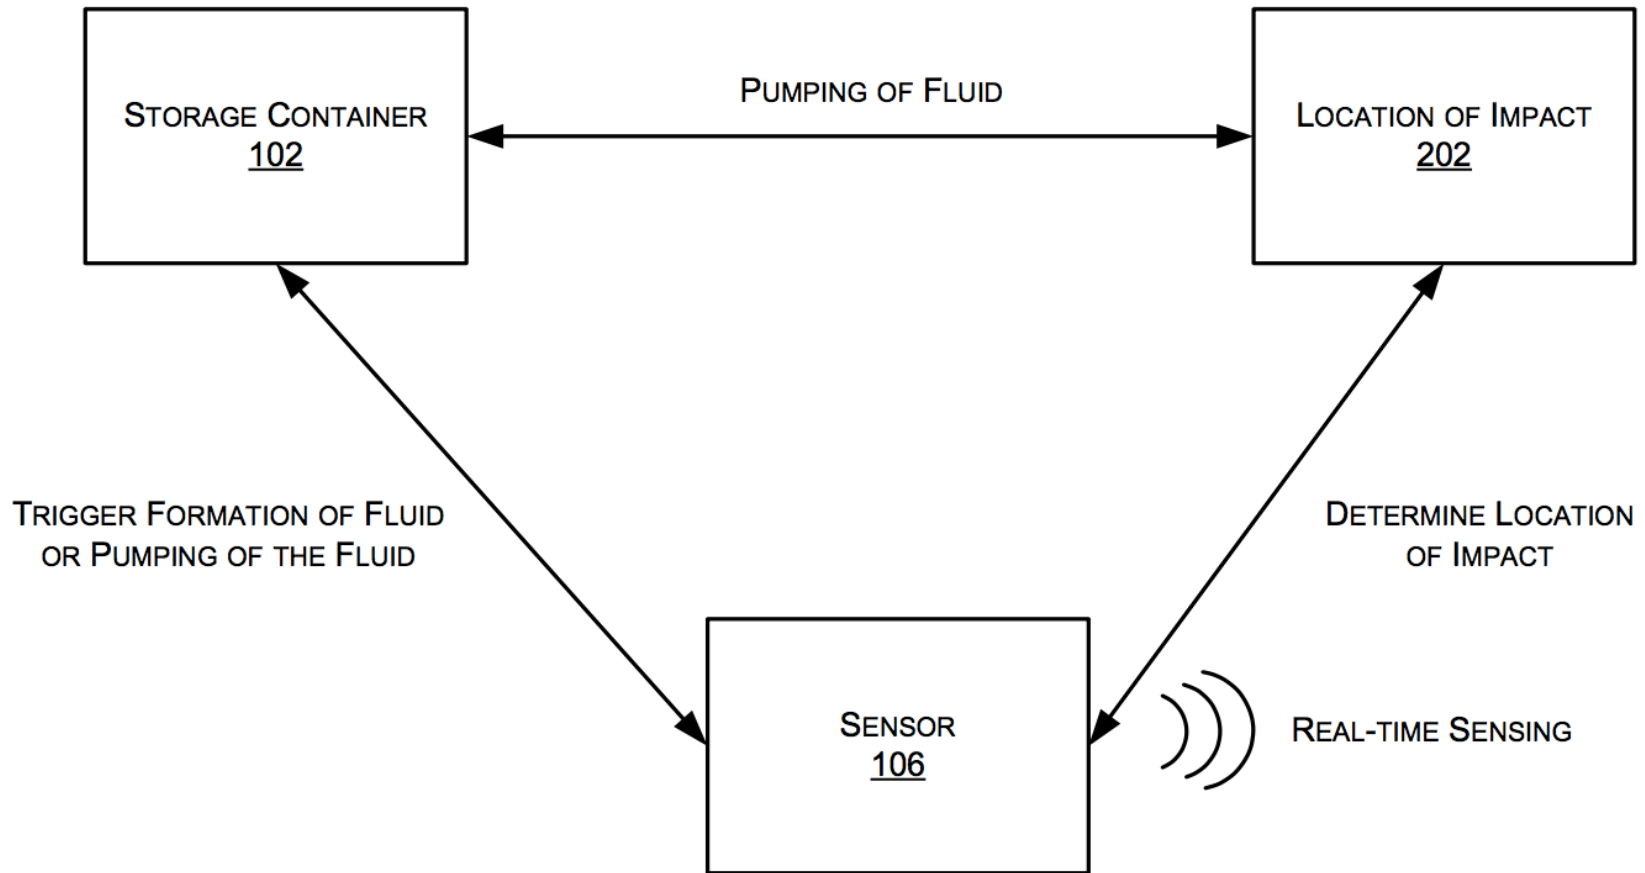 PUMPING OF FLUID
STORAGE CONTAINER
102
LOCATION OF IMPACT
202
TRIGGER FORMATION OF FLUID
OR PUMPING OF THE FLUID
DETERMINE LOCATION
OF IMPACT
SENSOR
106
REAL-TIME SENSING